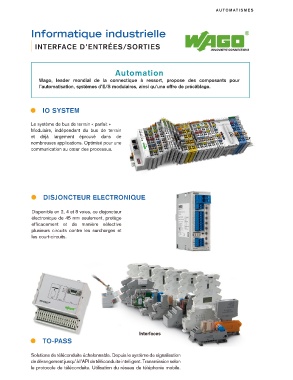 AUTOMATISMES
Informatique industrielle
INTERFACE D'ENTRÉES/SORTIES
WAGO
INNOVATIVE CONNECTIONS
Automation
Wago, leader mondial de la connectique à ressort, propose des composants pour
l'automatisation, systèmes d'E/S modulaires, ainsi qu'une offre de précâblage.
IO SYSTEM
Le système de bus de terrain « parfait »
Modulaire, indépendant du bus de terrain
et déjà largement éprouvé dans de
nombreuses applications. Optimisé pour une
communication au cœur des processus.
DISJONCTEUR ELECTRONIQUE
Disponible en 2, 4 et 8 voies, ce disjoncteur
électronique de 45 mm seulement, protège
efficacement et de manière sélective
plusieurs circuits contre les surcharges et
les court-circuits.
Interfaces
TO-PASS
Solutions de téléconduite échelonnable. Depuis le système de signalisation
de dérangement jusqu'à l'API de téléconduite intelligent. Transmission selon
le protocole de téléconduite. Utilisation du réseau de téléphonie mobile.